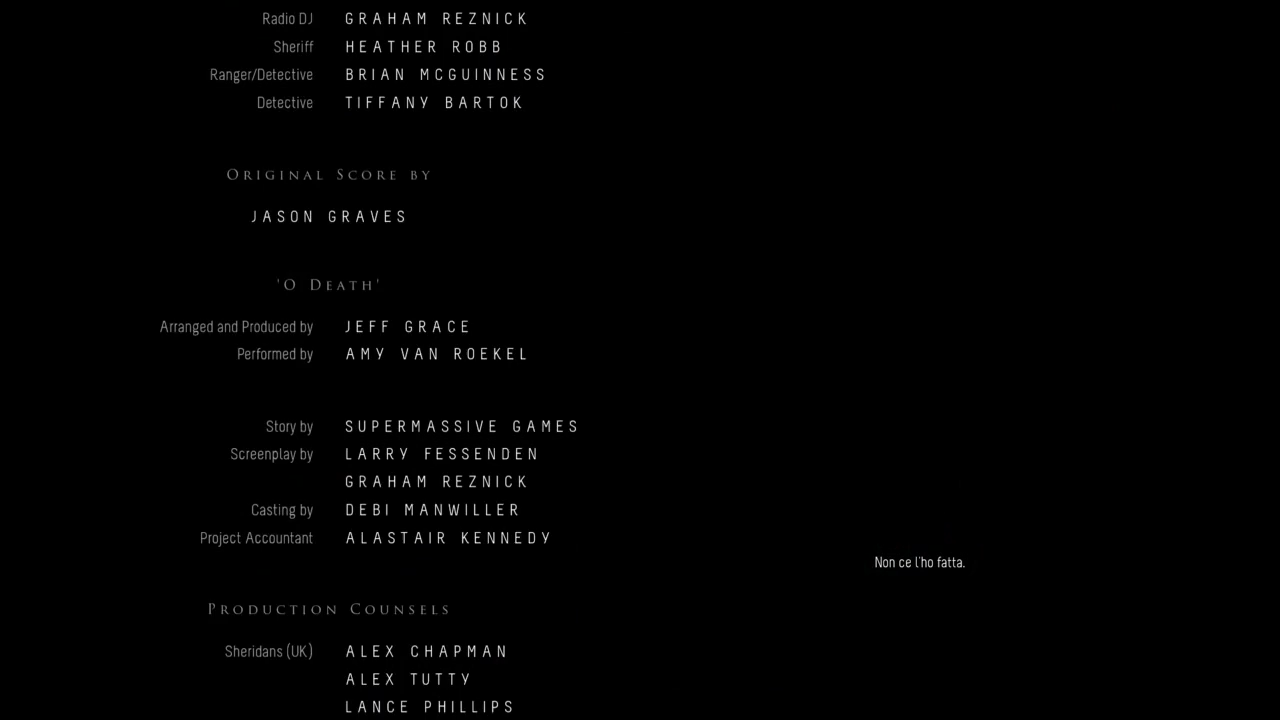 Radio DJ GRAHAM REZNICK
Sheriff HEATHER ROBB
Ranger/Detective BRIAN MCGUINNESS
Detective TIFFANY BARTOK
ORIGINAL SCORE BY
JASON GRAVES
'O DEATH'
Arranged and Produced by JEFF GRACE
Performed by AMY VAN ROEKEL
Story by SUPERMASSIVE GAMES
Screenplay by LARRY FESSENDEN
GRAHAM REZNICK
Casting by DEBI MANWILLER
Project Accountant ALASTAIR KENNEDY
Non ce l'ho fatta.
PRODUCTION COUNSELS
Sheridans (UK) ALEX CHAPMAN
ALEX TUTTY
LANCE PHILLIPS